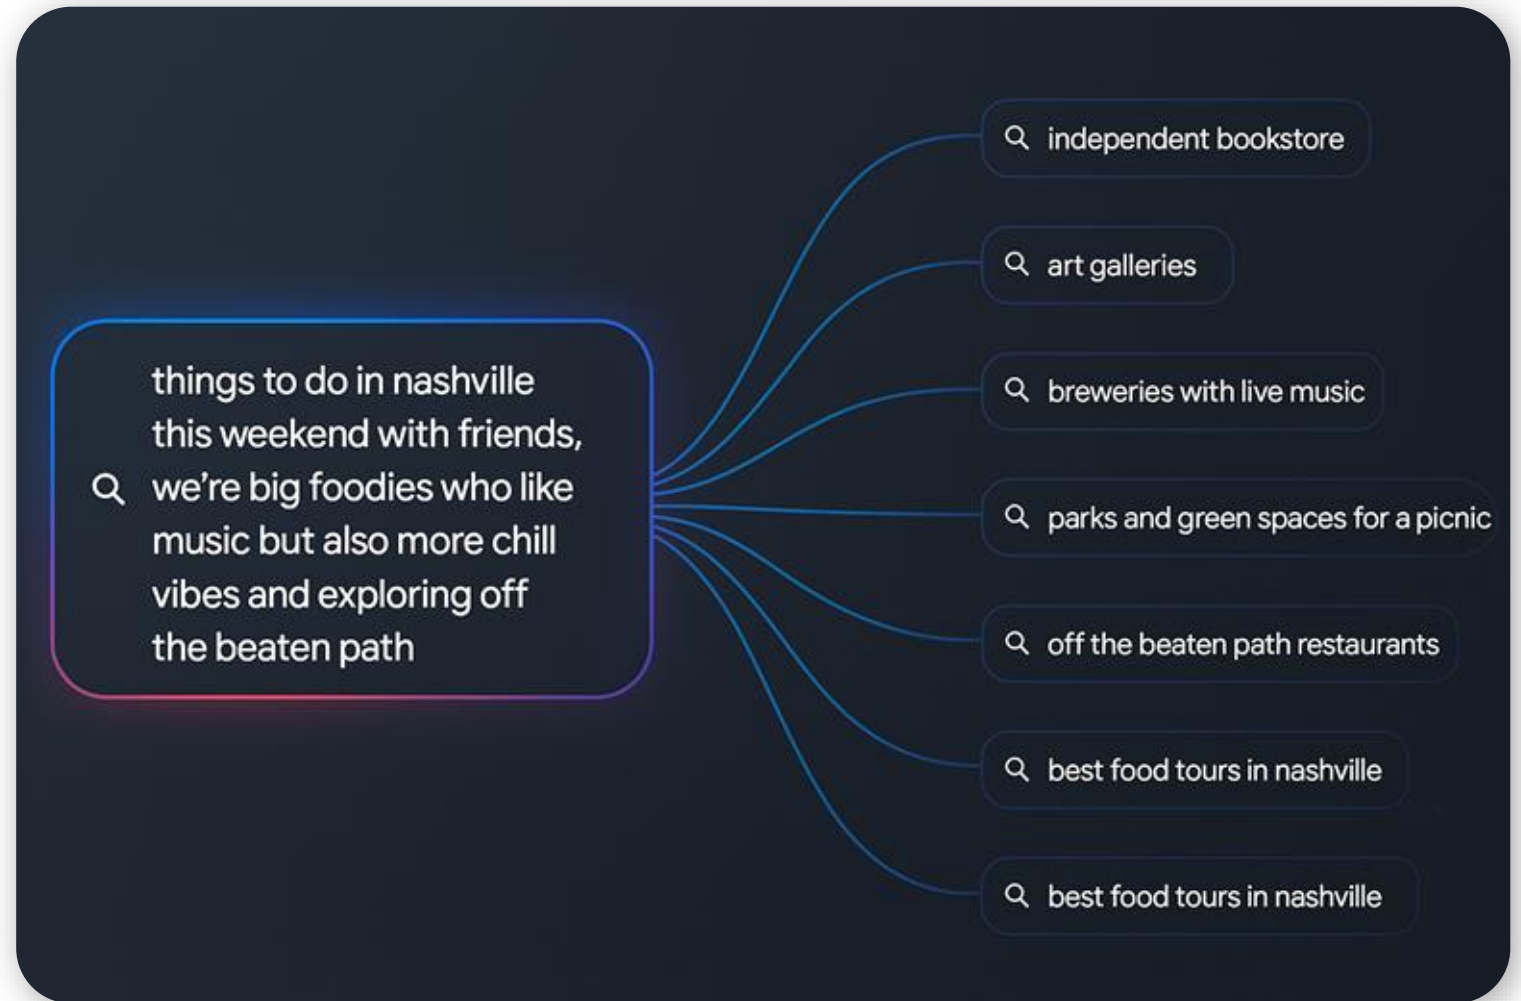 things to do in nashville
this weekend with friends,
we’re big foodies who like
music but also more chill
vibes and exploring off
the beaten path
independent bookstore
art galleries
breweries with live music
parks and green spaces for a picnic
off the beaten path restaurants
best food tours in nashville
best food tours in nashville